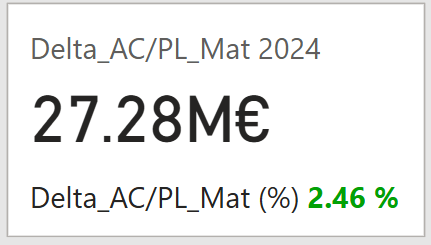 Delta_AC/PL_Mat 2024
27.28M€
Delta_AC/PL_Mat (%) 2.46 %